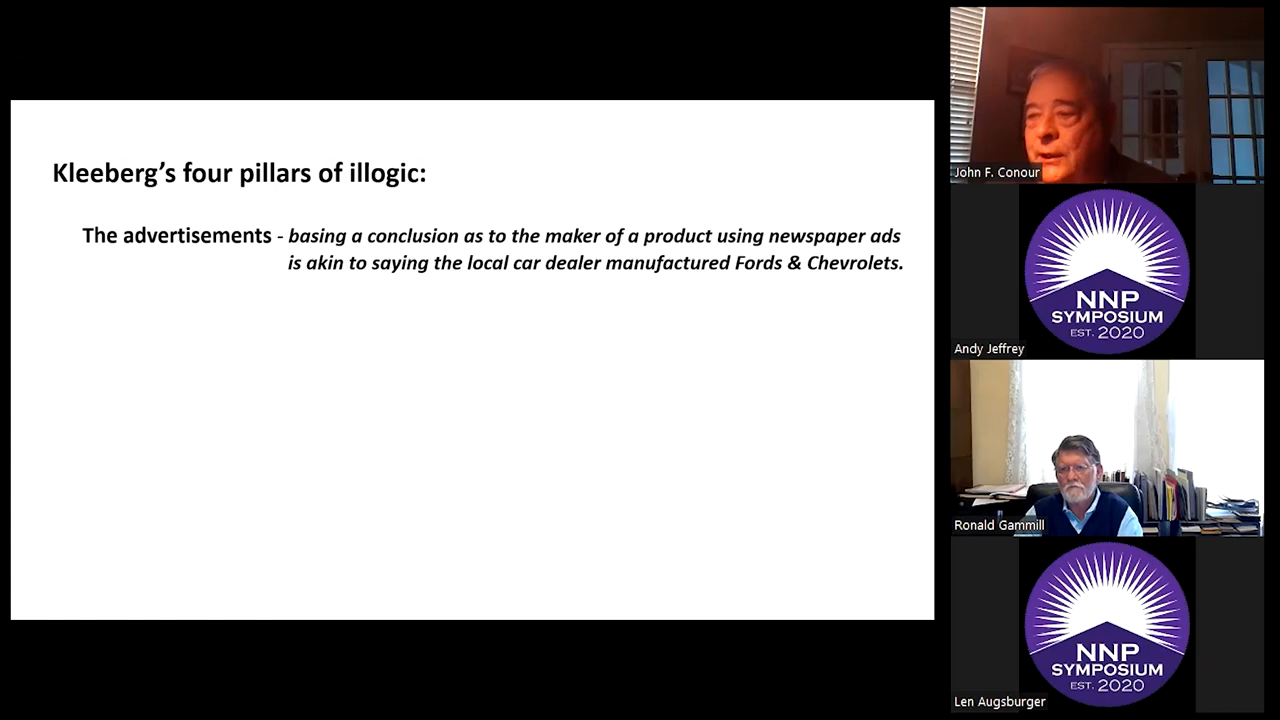 Kleeberg's four pillars of illogic:
The advertisements - basing a conclusion as to the maker of a product using newspaper ads
is akin to saying the local car dealer manufactured Fords & Chevrolets.
John F. Conour
NNP
SYMPOSIUM
EST. 2020
Andy Jeffrey
Ronald Gammill
NNP
SYMPOSIUM
EST. 2020
Len Augsburger